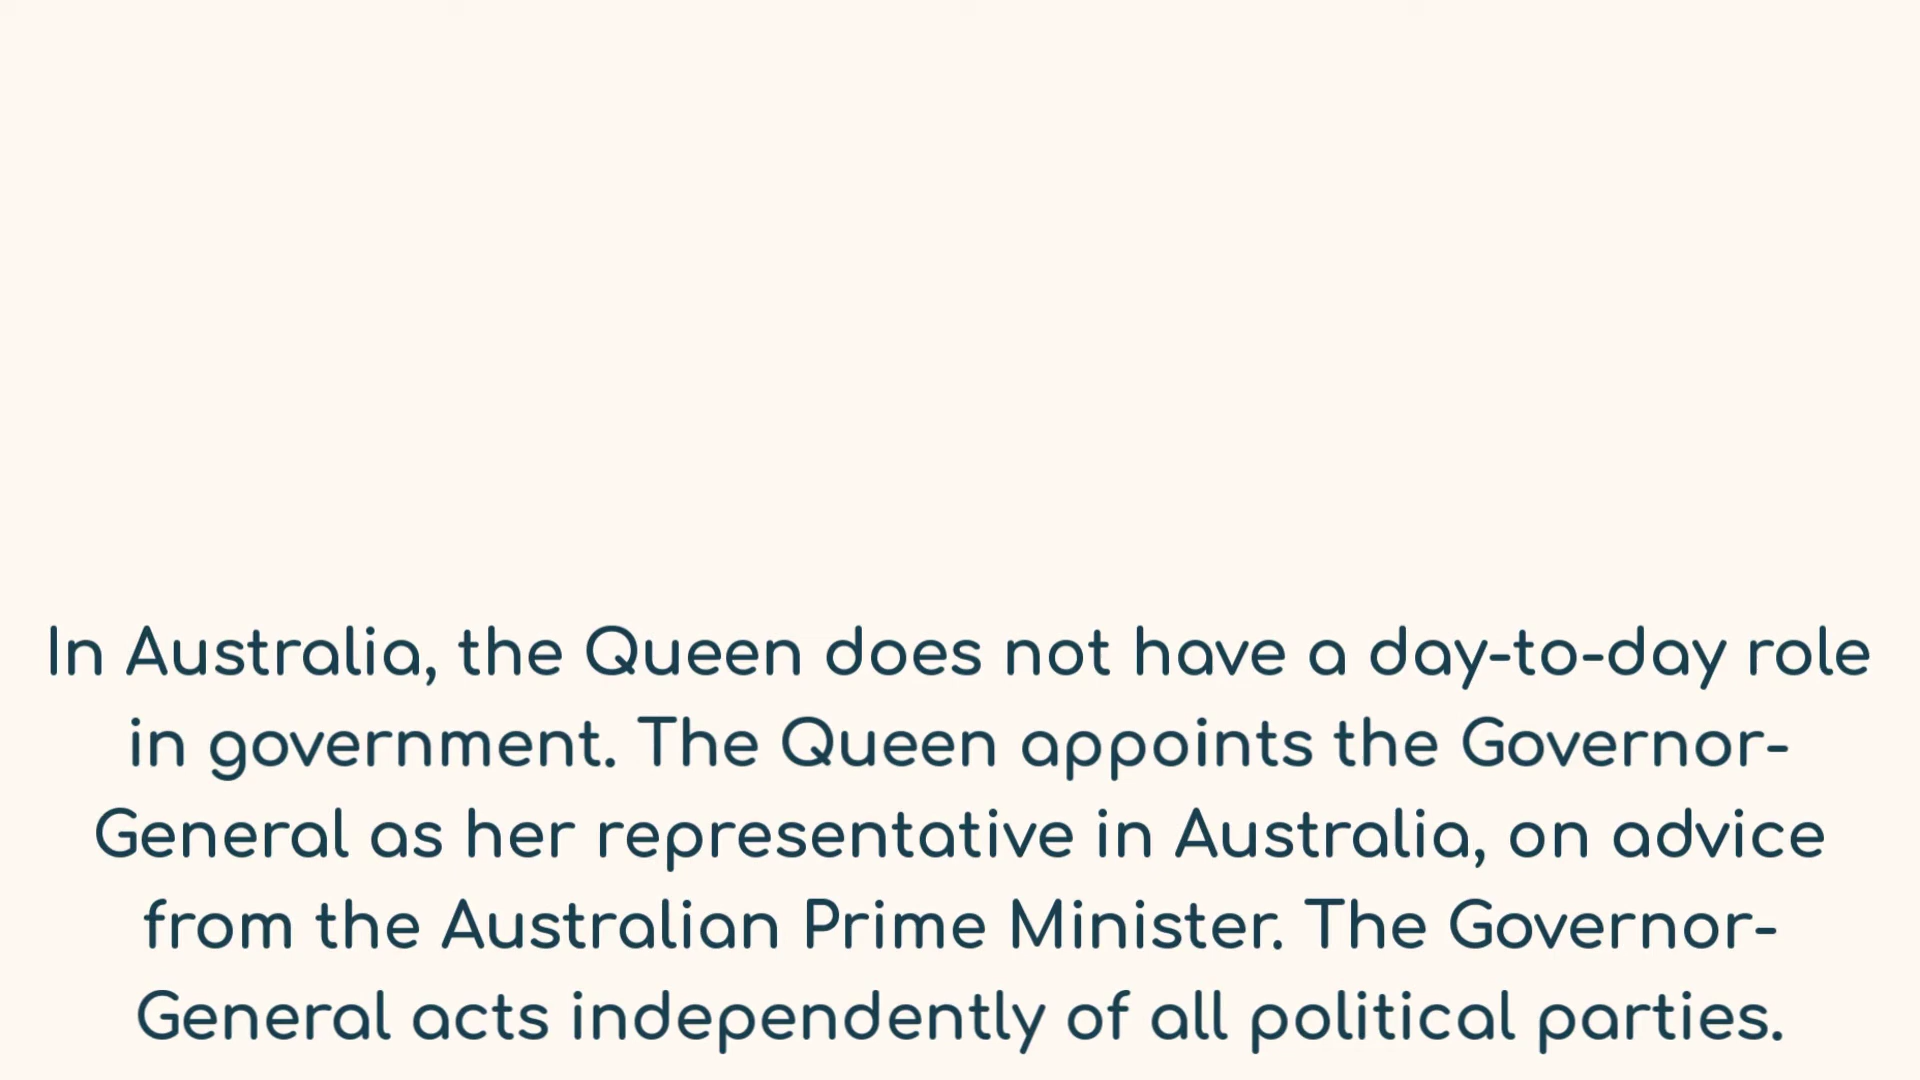 In Australia, the Queen does not have a day-to-day role
in government. The Queen appoints the Governor-
General as her representative in Australia, on advice
from the Australian Prime Minister. The Governor-
General acts independently of all political parties.